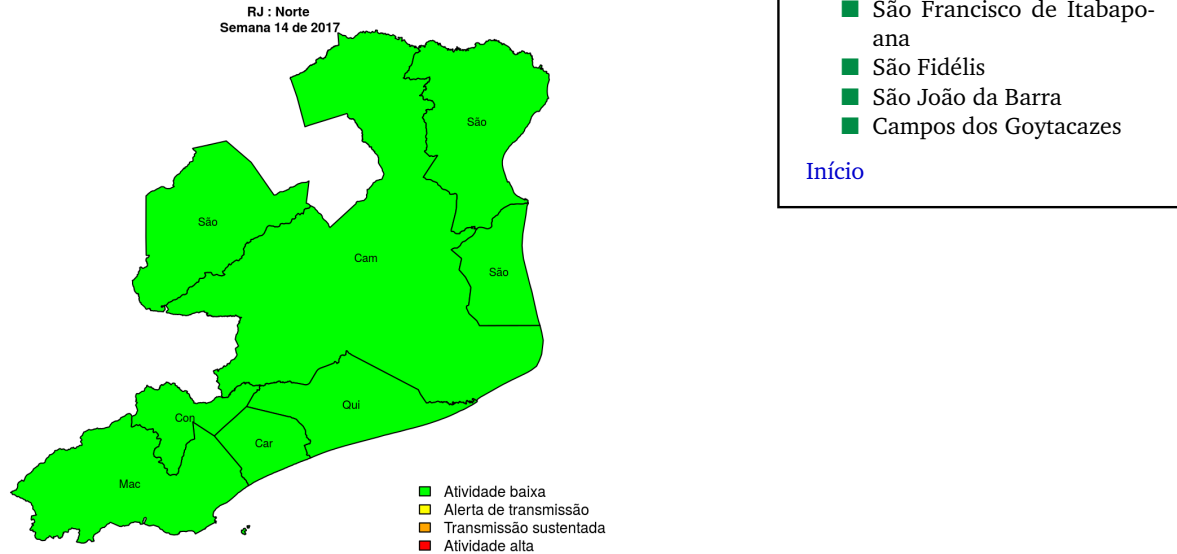 RJ : Norte
Semana 14 de 2017
São
São
Cam
São
Qui
Con
Car
Mac
Atividade baixa
Alerta de transmissão
Transmissão sustentada
Atividade alta
São Francisco de Itabapo-
ana
São Fidélis
São João da Barra
Campos dos Goytacazes
Início